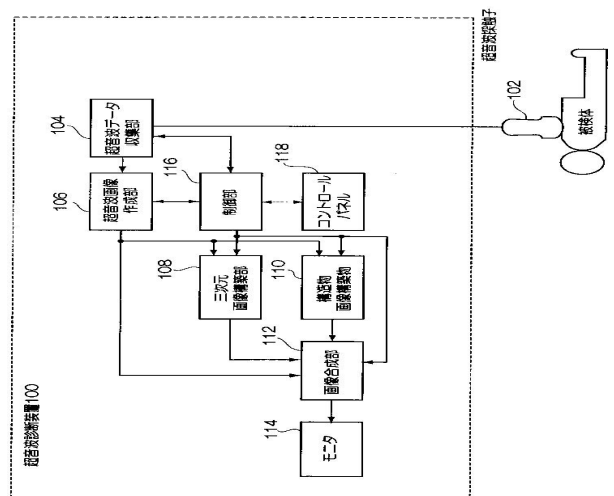 超音波診断装置100
超音波探触子
104
超音波データ
収集部
102
被検体
106
超音波画像
作成部
116
制御部
118
コントロール
パネル
108
三次元
画像構築部
110
構造物
画像構築物
112
画像合成部
114
モニタ